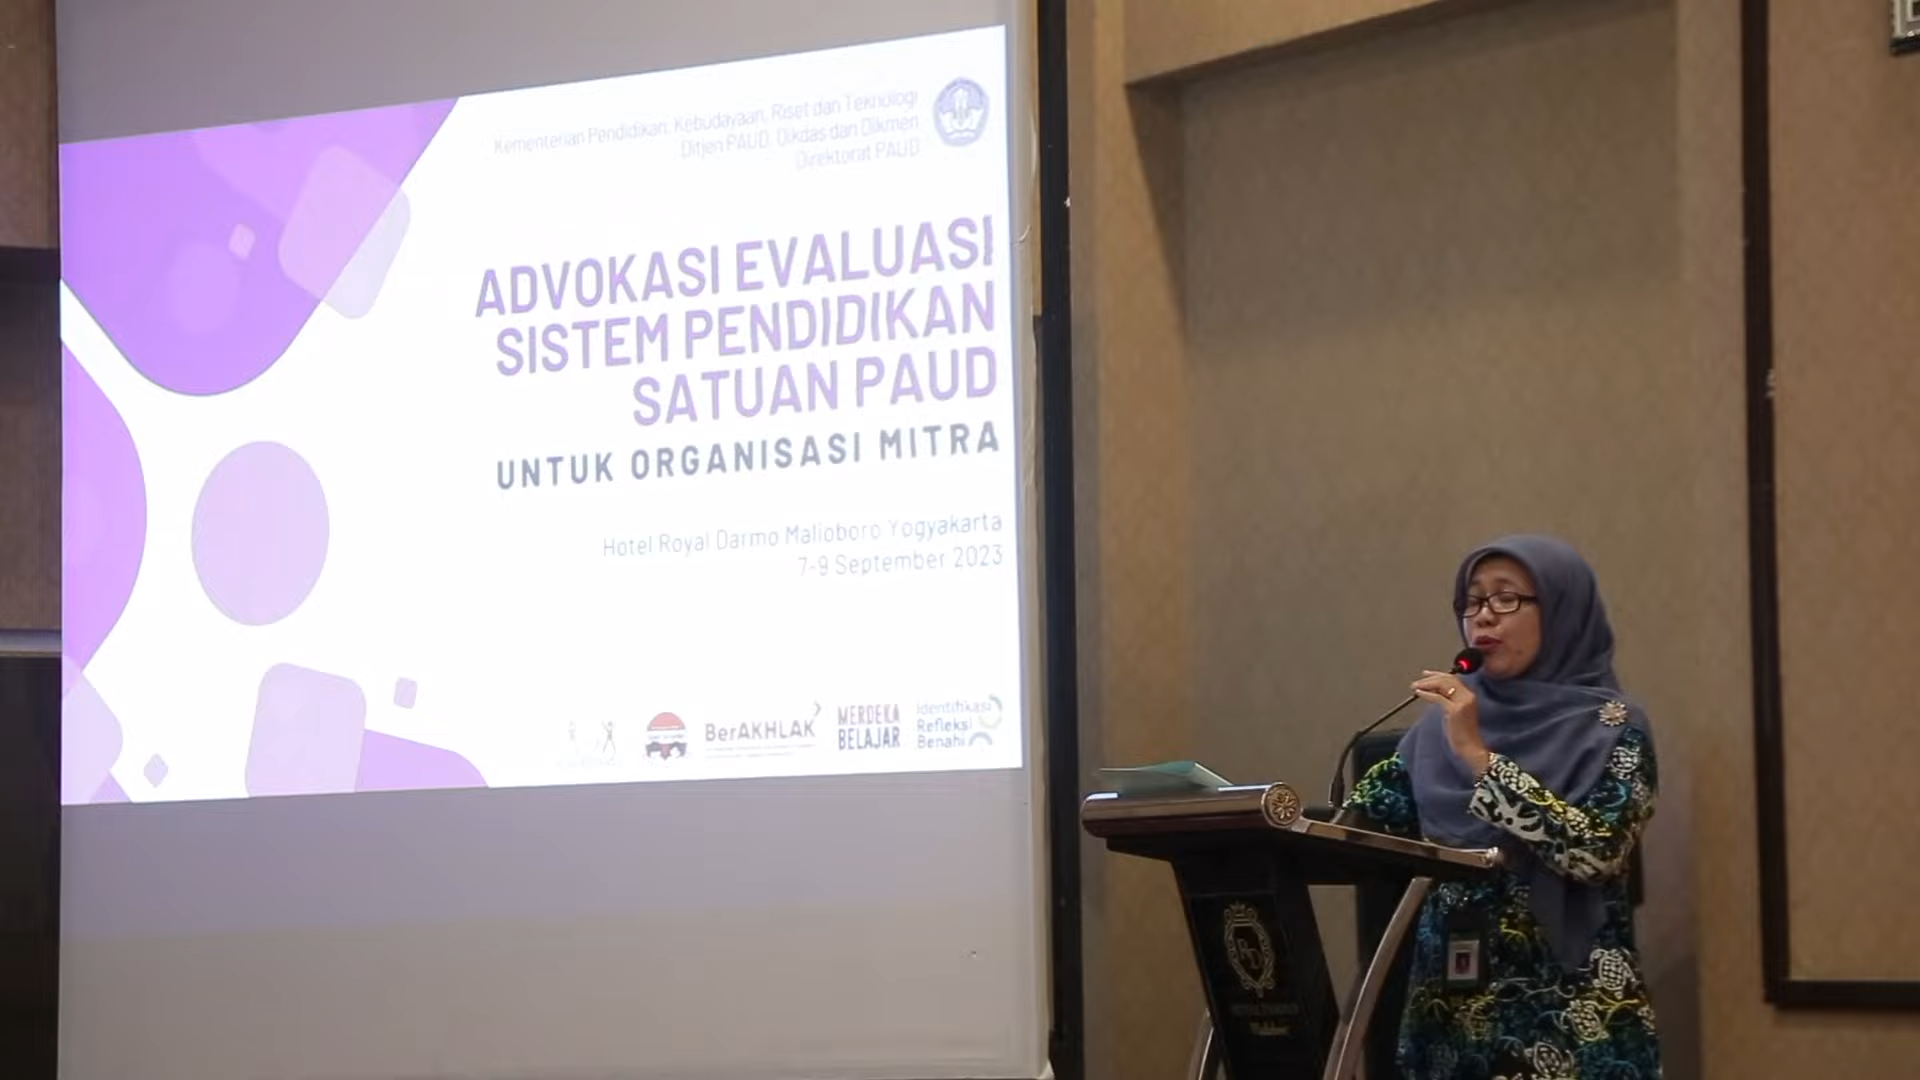 Kementerian Pendidikan, Kebudayaan, Riset dan Teknologi
Ditjen PAUD, Dikdas dan Dikmen
Direktorat PAUD
ADVOKASI EVALUASI
SISTEM PENDIDIKAN
SATUAN PAUD
UNTUK ORGANISASI MITRA
Hotel Royal Darmo Malioboro Yogyakarta
7-9 September 2023
BerAKHLAK
MERDEKA
BELAJAR
Identifikasi
Refleksi
Benahi